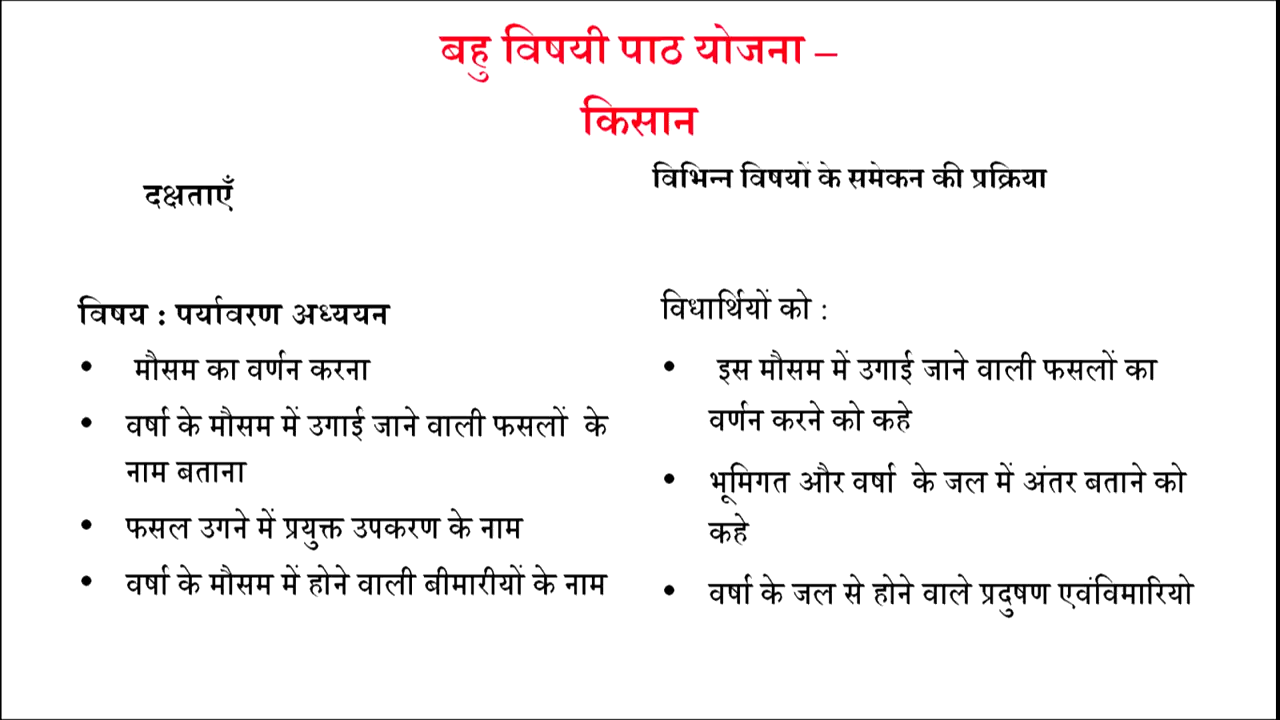 बहु विषयी पाठ योजना –
किसान
दक्षताएँ
विभिन्न विषयों के समेकन की प्रक्रिया
विषय : पर्यावरण अध्ययन
• मौसम का वर्णन करना
• वर्षा के मौसम में उगाई जाने वाली फसलों के
नाम बताना
• फसल उगने में प्रयुक्त उपकरण के नाम
• वर्षा के मौसम में होने वाली बीमारीयों के नाम
विधार्थियों को :
• इस मौसम में उगाई जाने वाली फसलों का
वर्णन करने को कहे
• भूमिगत और वर्षा के जल में अंतर बताने को
कहे
• वर्षा के जल से होने वाले प्रदुषण एवंविमारियो